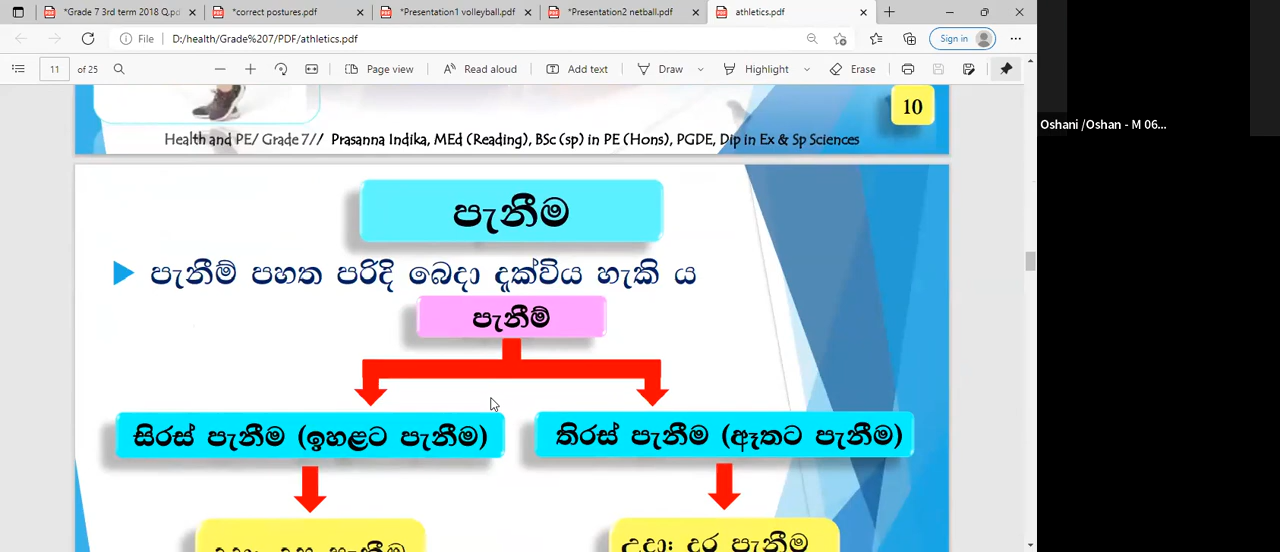 *Grade 7 3rd term 2018 Q.pd
*correct postures.pdf
*Presentation1 volleyball.pdf
*Presentation2 netball.pdf
athletics.pdf
File
D:/health/Grade%207/PDF/athletics.pdf
Sign in
11 of 25
Page view
Read aloud
Add text
Draw
Highlight
Erase
10
Health and PE/ Grade 7// Prasanna Indika, MEd (Reading), BSc (sp) in PE (Hons), PGDE, Dip in Ex & Sp Sciences
Oshani /Oshan - M 06...
පැනීම
පැනීම් පහත පරිදි බෙදා දැක්විය හැකි ය
පැනීම්
සිරස් පැනීම (ඉහළට පැනීම)
තිරස් පැනීම (ඈතට පැනීම)
උදා: දුර පැනීම